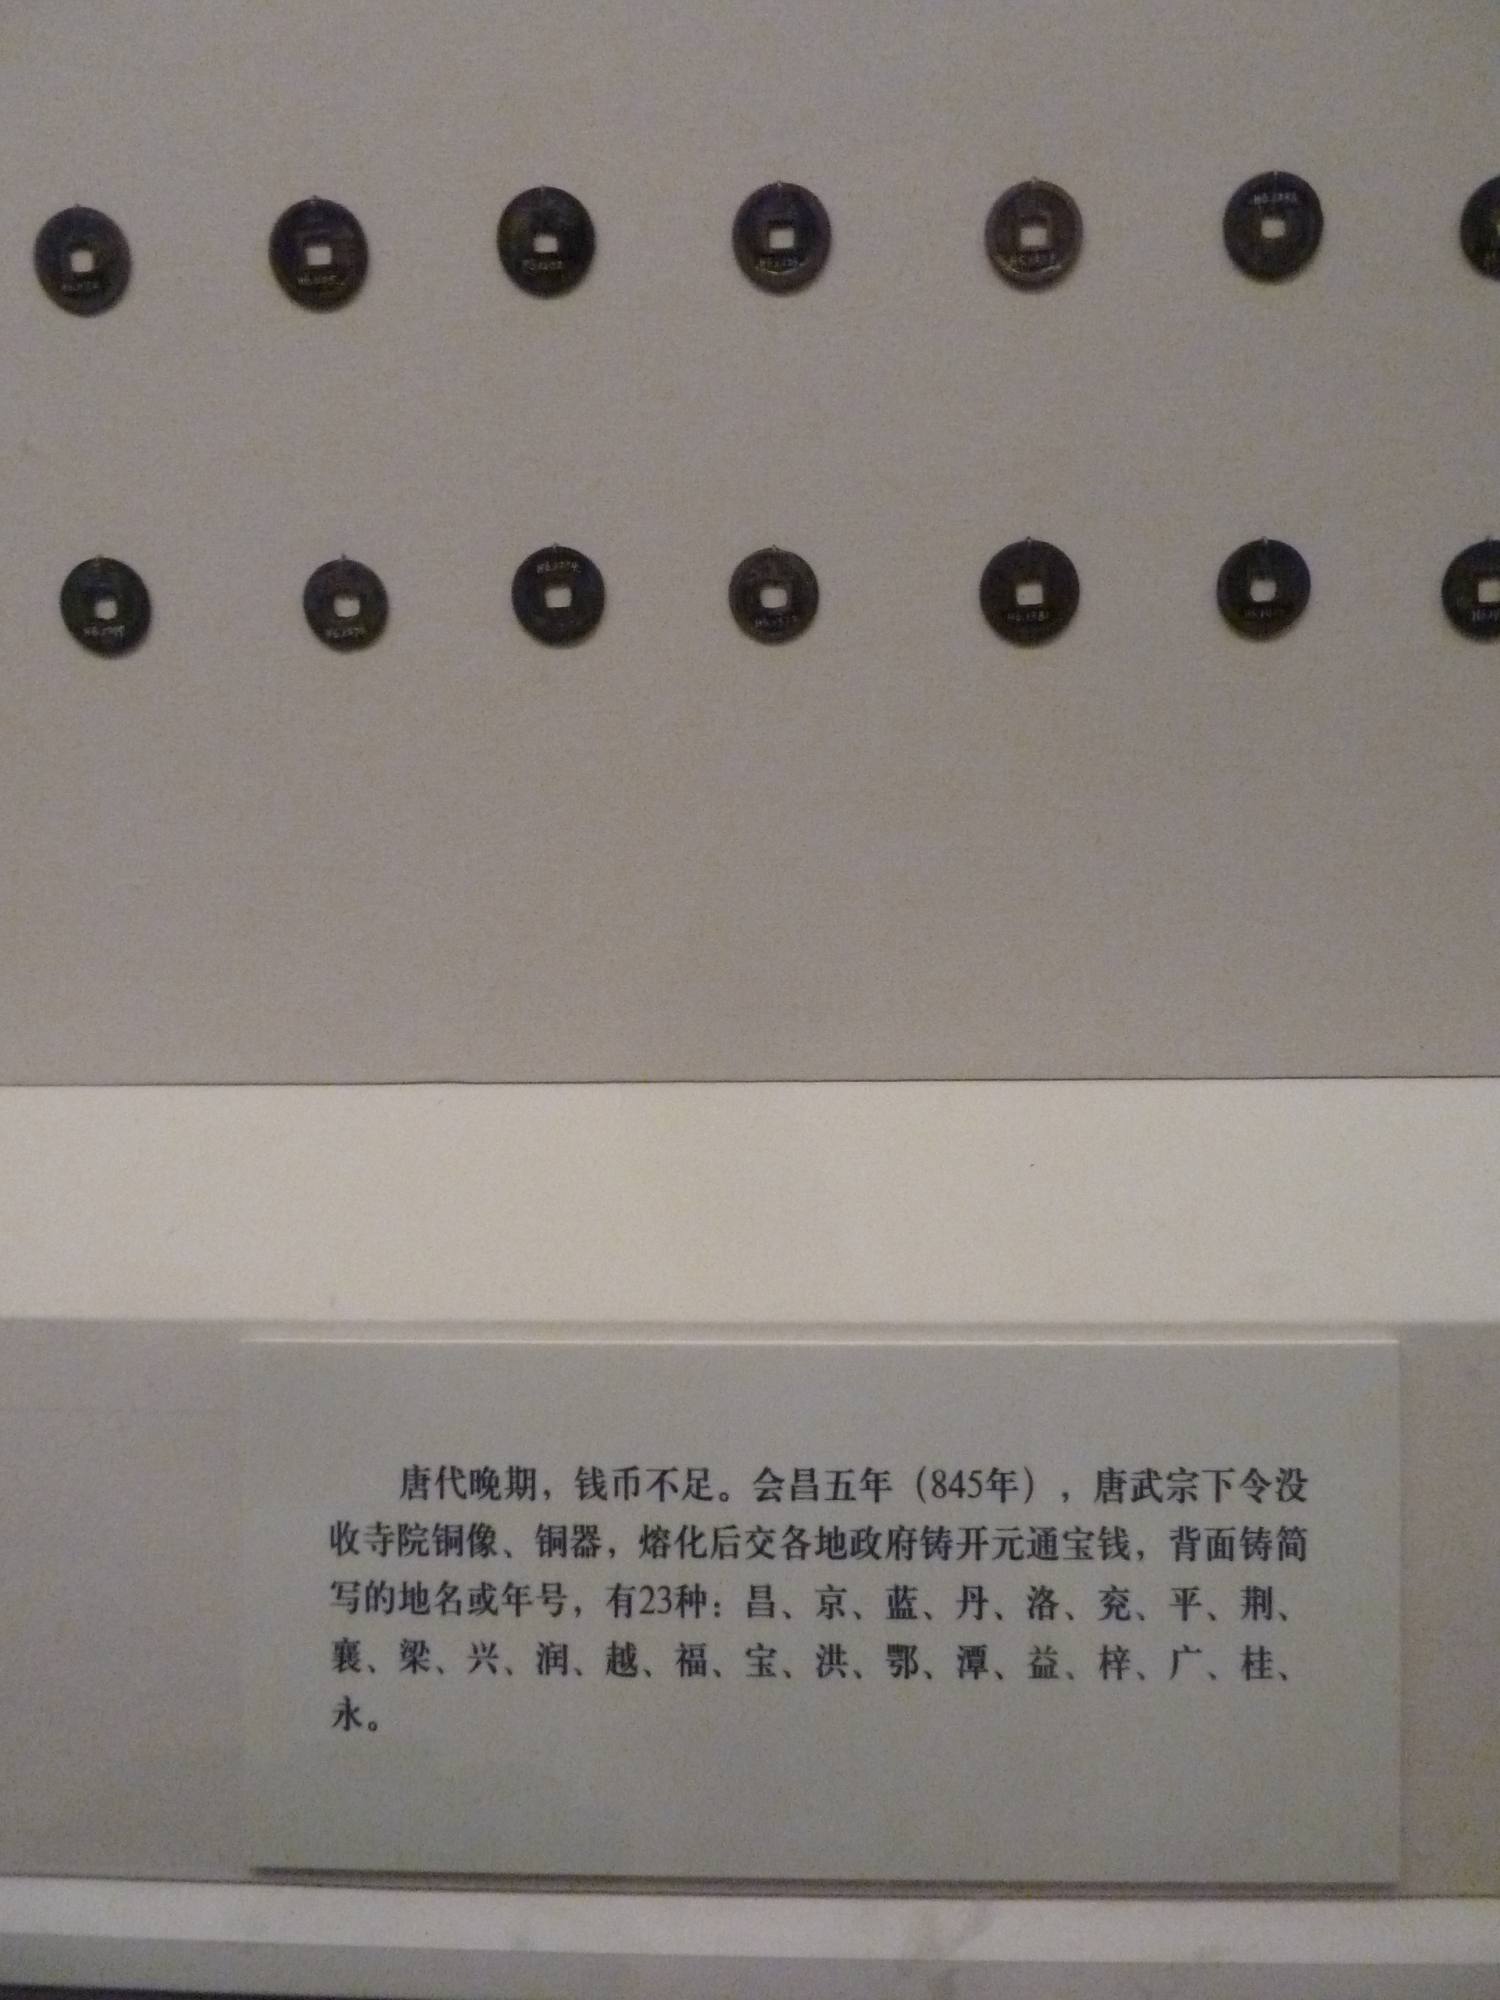 唐代晚期，钱币不足。会昌五年（845年），唐武宗下令没
收寺院铜像、铜器，熔化后交各地政府铸开元通宝钱，背面铸简
写的地名或年号，有23种：昌、京、蓝、丹、洛、兖、平、荆、
襄、梁、兴、润、越、福、宝、洪、鄂、潭、益、梓、广、桂、
永。